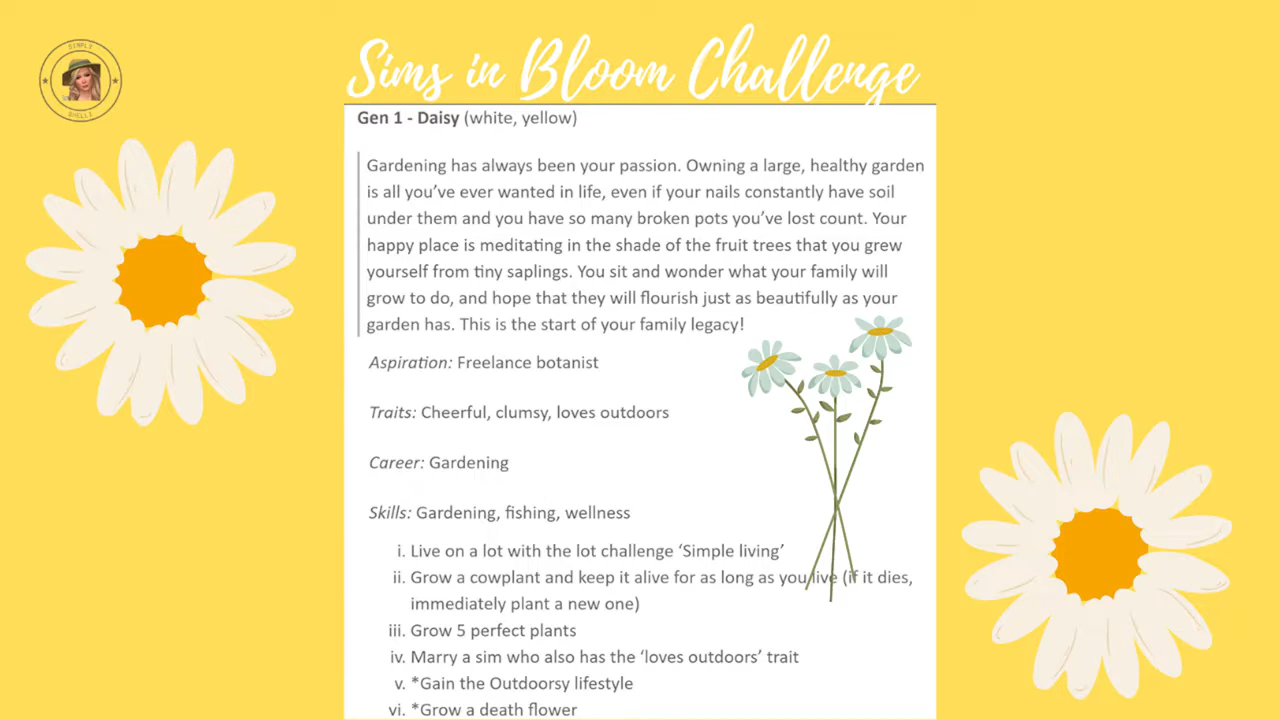 SIMPLE
SHELLI
Sims in Bloom Challenge
Gen 1 - Daisy (white, yellow)
Gardening has always been your passion. Owning a large, healthy garden
is all you’ve ever wanted in life, even if your nails constantly have soil
under them and you have so many broken pots you’ve lost count. Your
happy place is meditating in the shade of the fruit trees that you grew
yourself from tiny saplings. You sit and wonder what your family will
grow to do, and hope that they will flourish just as beautifully as your
garden has. This is the start of your family legacy!
Aspiration: Freelance botanist
Traits: Cheerful, clumsy, loves outdoors
Career: Gardening
Skills: Gardening, fishing, wellness
i. Live on a lot with the lot challenge ‘Simple living’
ii. Grow a cowplant and keep it alive for as long as you live (if it dies,
immediately plant a new one)
iii. Grow 5 perfect plants
iv. Marry a sim who also has the ‘loves outdoors’ trait
v. *Gain the Outdoorsy lifestyle
vi. *Grow a death flower